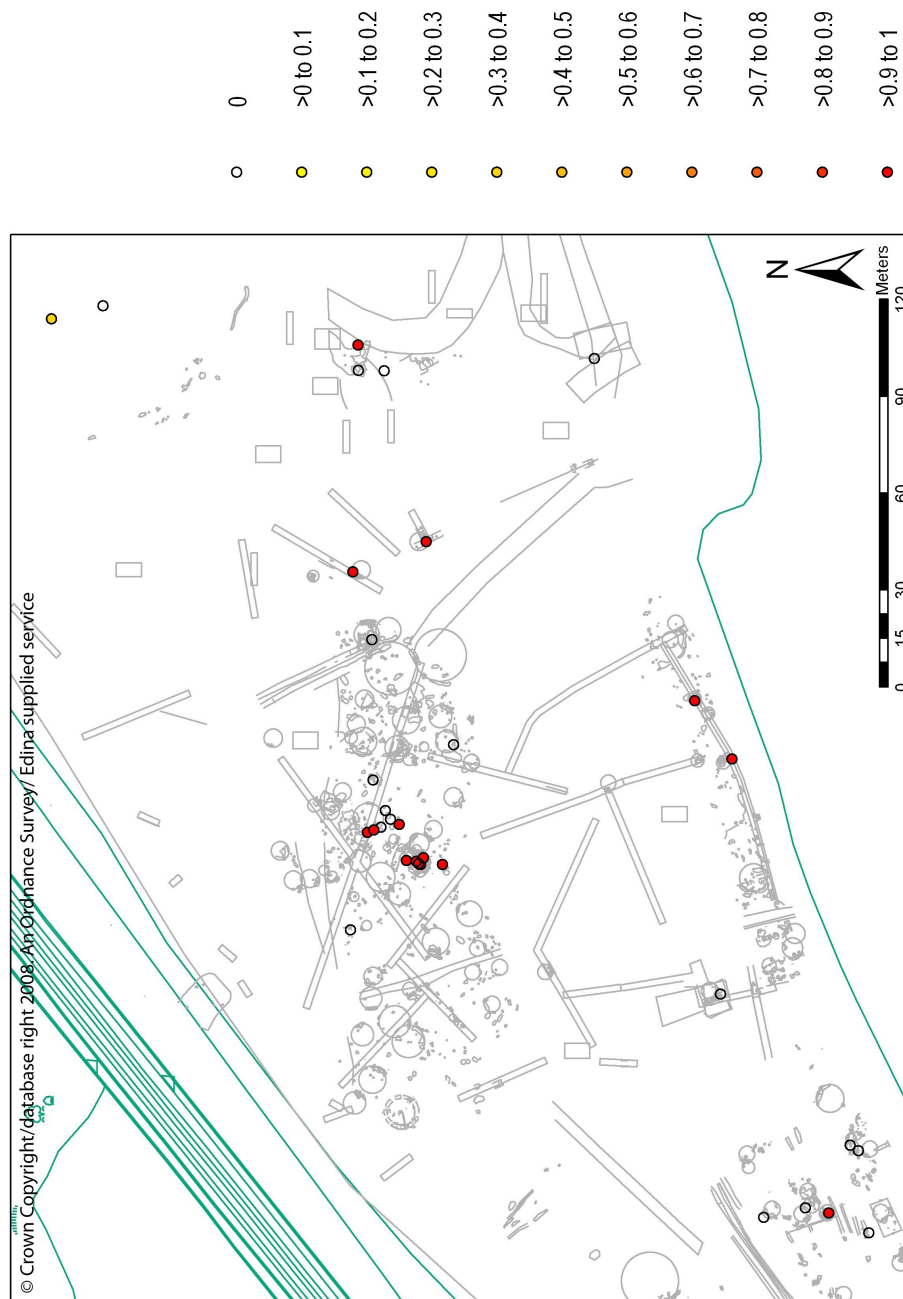 © Crown Copyright/database right 2008. An Ordnance Survey/ Edina supplied service
0
>0 to 0.1
>0.1 to 0.2
>0.2 to 0.3
>0.3 to 0.4
>0.4 to 0.5
>0.5 to 0.6
>0.6 to 0.7
>0.7 to 0.8
>0.8 to 0.9
>0.9 to 1
N
Meters
0 15 30 60 90 120